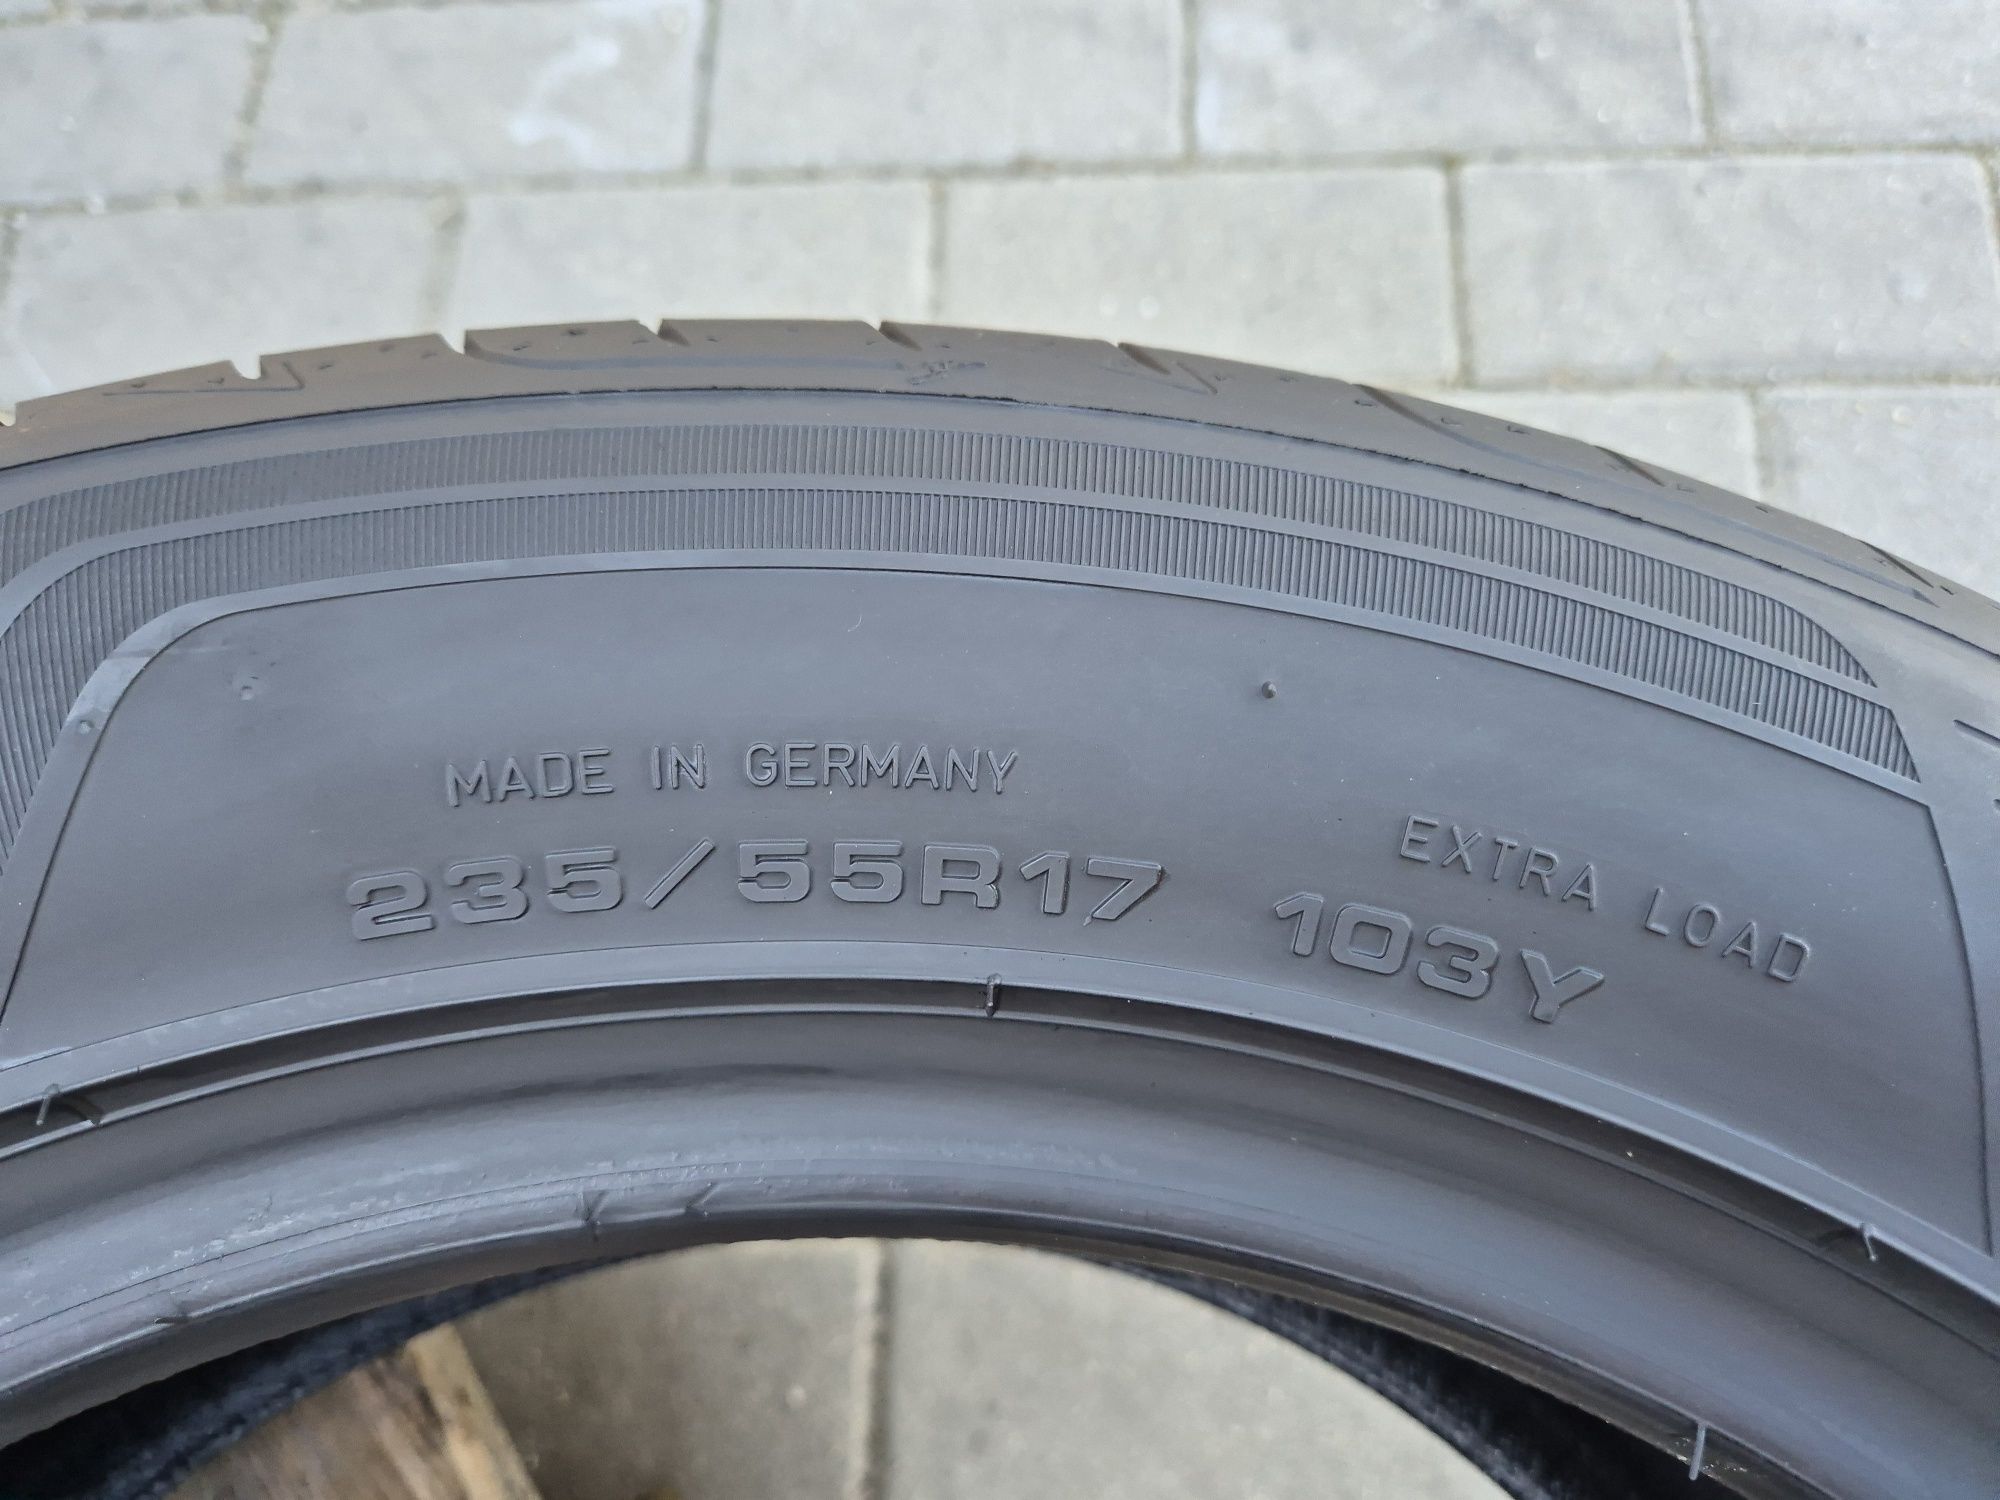 MADE IN GERMANY
EXTRA LOAD
235/55R17 103Y